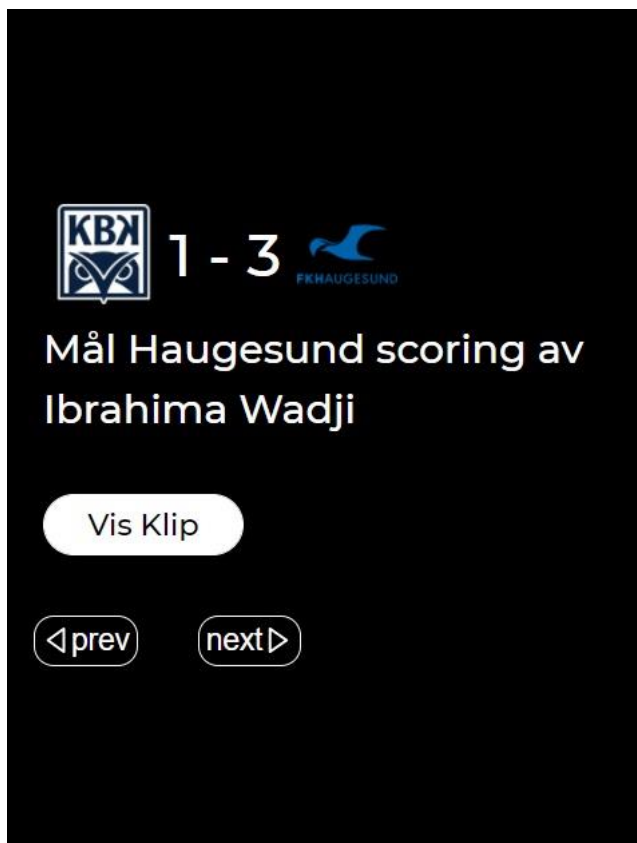 KBK 1 - 3 FKHAUGESUND
Mål Haugesund scoring av
Ibrahima Wadji
Vis Klip
prev next